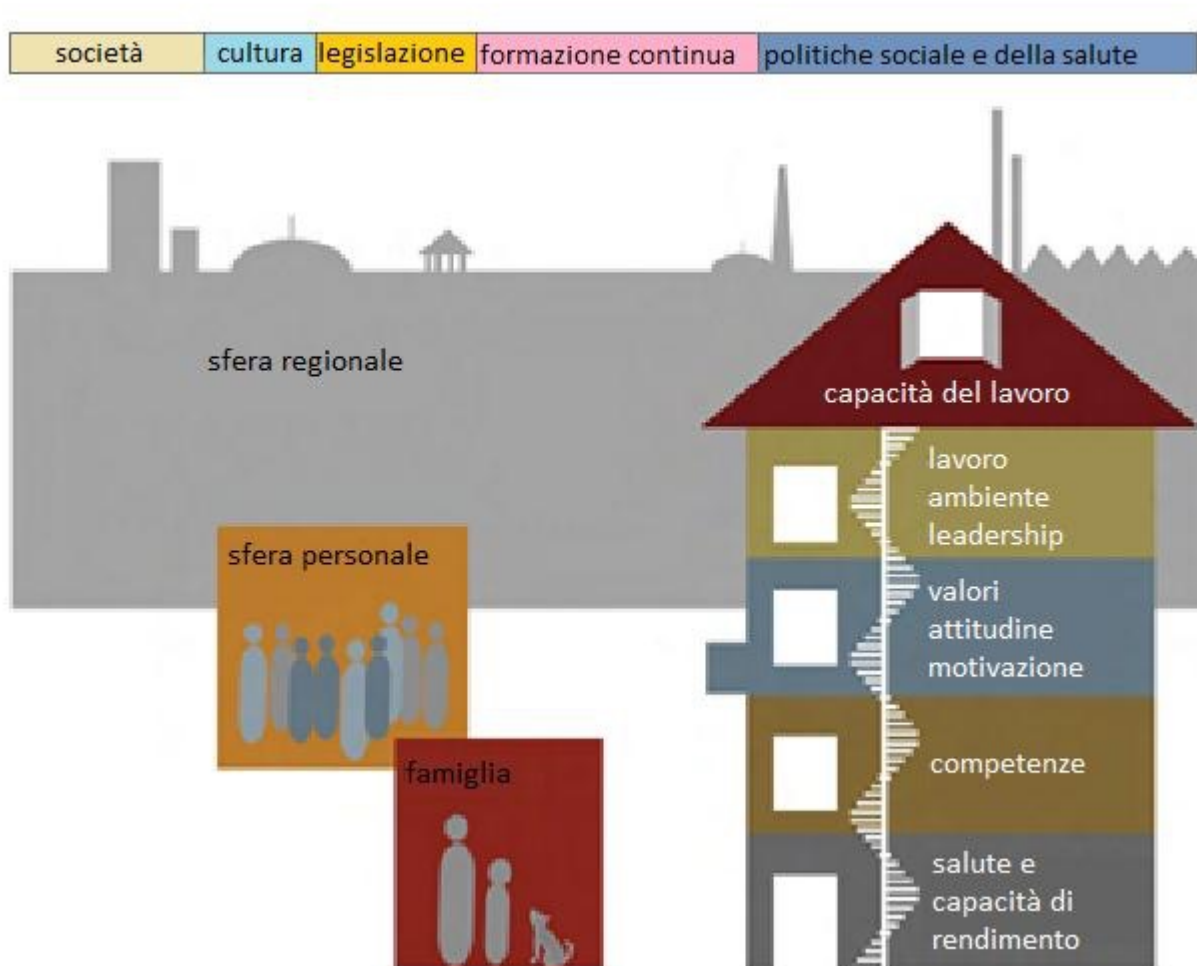 società cultura legislazione formazione continua politiche sociale e della salute
sfera regionale
capacità del lavoro
lavoro
ambiente
leadership
sfera personale
valori
attitudine
motivazione
famiglia
competenze
salute e
capacità di
rendimento